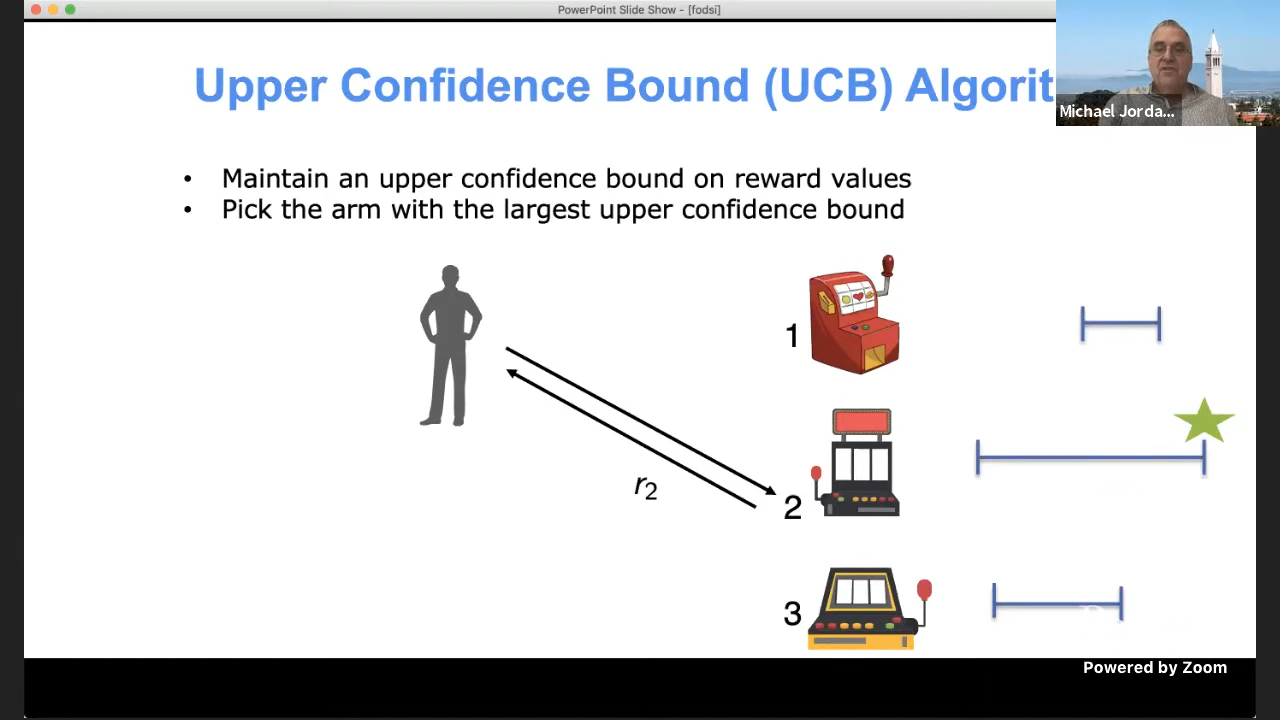 PowerPoint Slide Show - [fodsi]
Upper Confidence Bound (UCB) Algorit
Michael Jorda...
• Maintain an upper confidence bound on reward values
• Pick the arm with the largest upper confidence bound
1
r2
2
3
Powered by Zoom